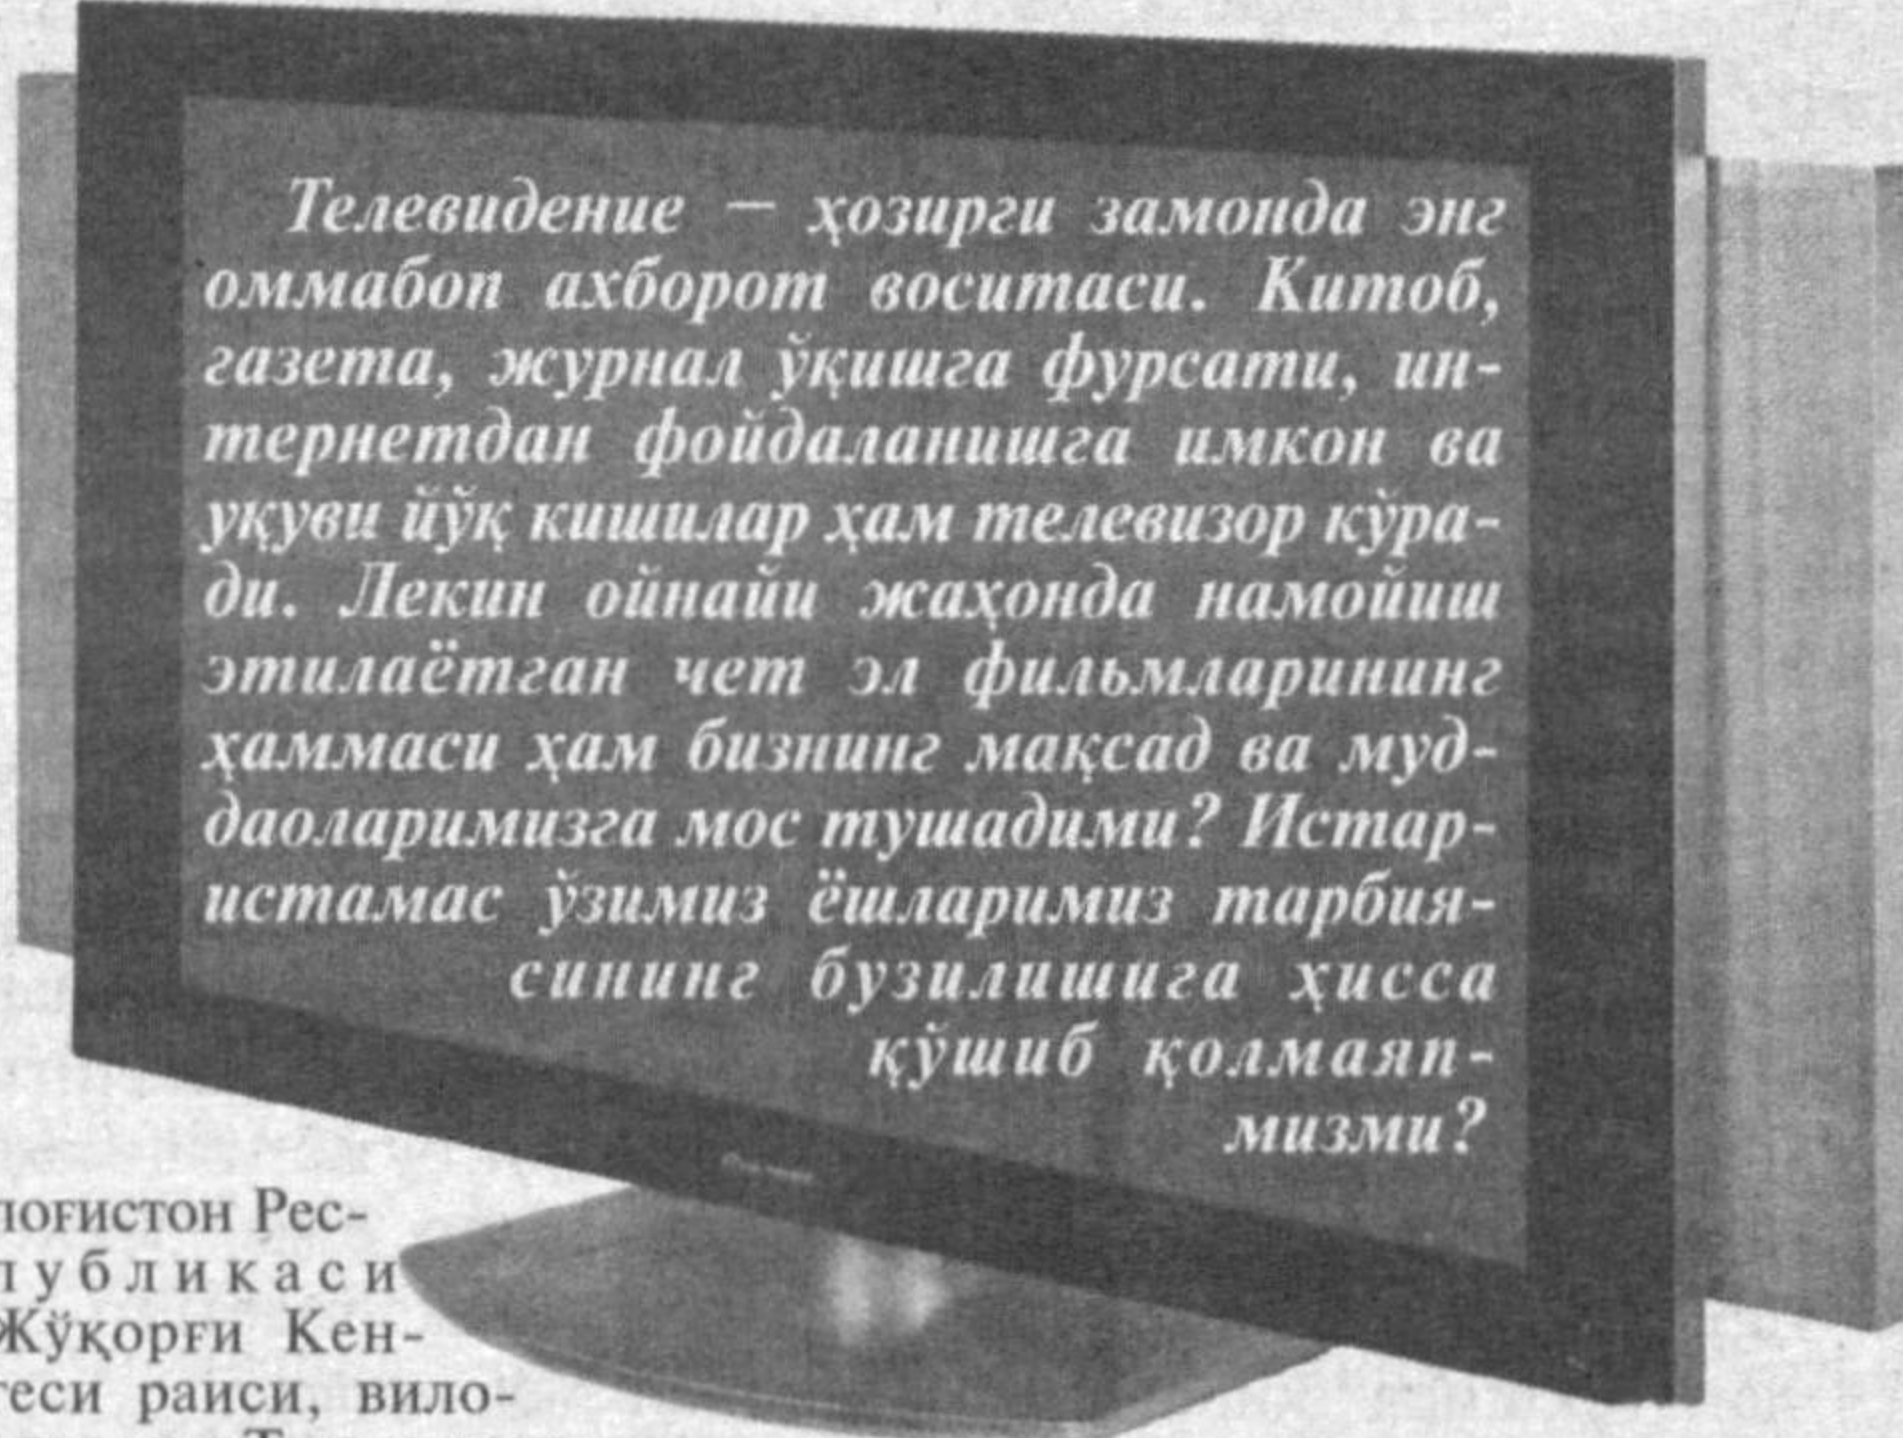 Телевидение — ҳозирги замонда энг
оммабоп ахборот воситаси. Китоб,
газета, журнал ўқишга фурсати, ин-
тернетдан фойдаланишга имкон ва
уқуви йўқ кишилар ҳам телевизор кўра-
ди. Лекин ойнайи жаҳонда намойиш
этилаётган чет эл фильмларининг
ҳаммаси ҳам бизнинг мақсад ва муд-
даоларимизга мос тушадими? Истар-
истамас ўзимиз ёшларимиз тарбия-
сининг бузилишига ҳисса
қўшиб қолмаяп-
мизми?
лоғистон Рес-
публикаси
Жўқорғи Кен-
геси раиси, вило-